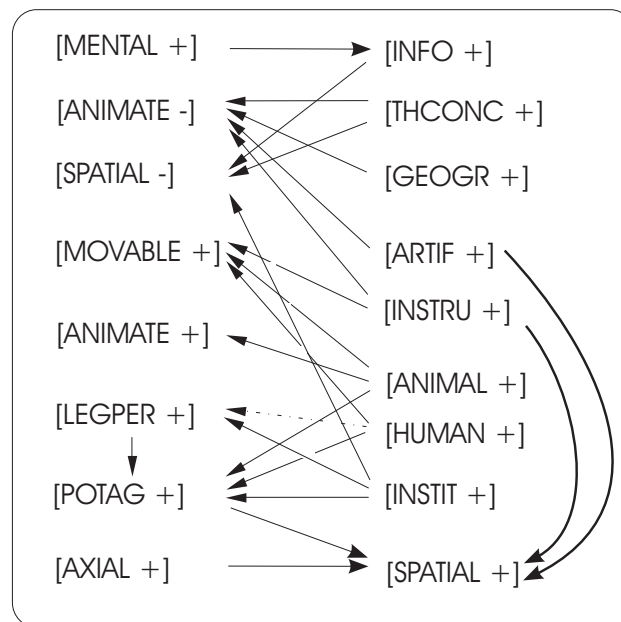 [MENTAL +]
[INFO +]
[ANIMATE -]
[THCONC +]
[SPATIAL -]
[GEOGR +]
[MOVABLE +]
[ARTIF +]
[INSTRU +]
[ANIMATE +]
[ANIMAL +]
[LEGPER +]
[HUMAN +]
[POTAG +]
[INSTIT +]
[AXIAL +]
[SPATIAL +]